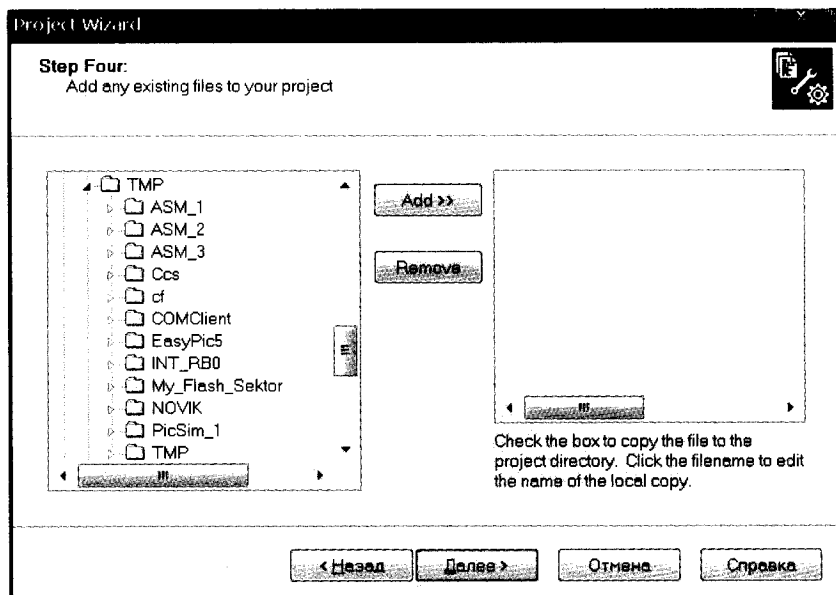 Project Wizard
Step Four:
Add any existing files to your project
TMP
ASM_1
ASM_2
ASM_3
Ccs
cf
COMClient
EasyPic5
INT_RB0
My_Flash_Sektor
NOVIK
PicSim_1
TMP
Add >>
Remove
Check the box to copy the file to the
project directory. Click the filename to edit
the name of the local copy.
< Назад
Далее >
Отмена
Справка